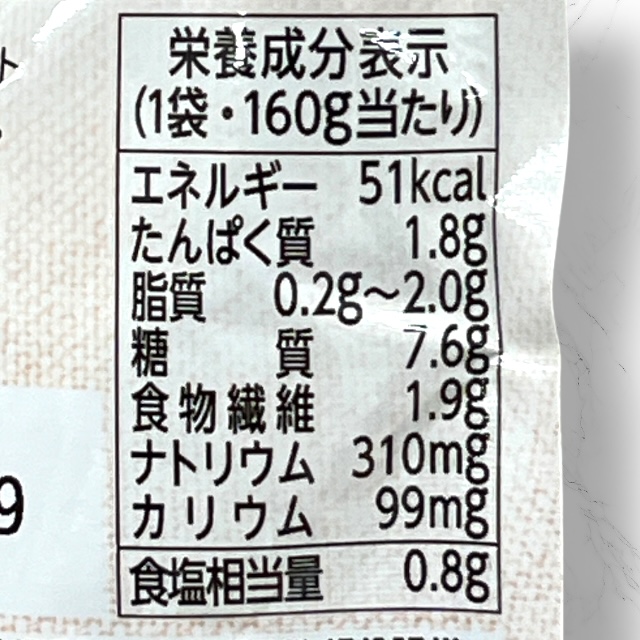 ト
栄養成分表示
(1袋・160g当たり)
エネルギー 51kcal
たんぱく質 1.8g
脂質 0.2g～2.0g
糖質 7.6g
食物繊維 1.9g
ナトリウム 310mg
カリウム 99mg
9
食塩相当量 0.8g